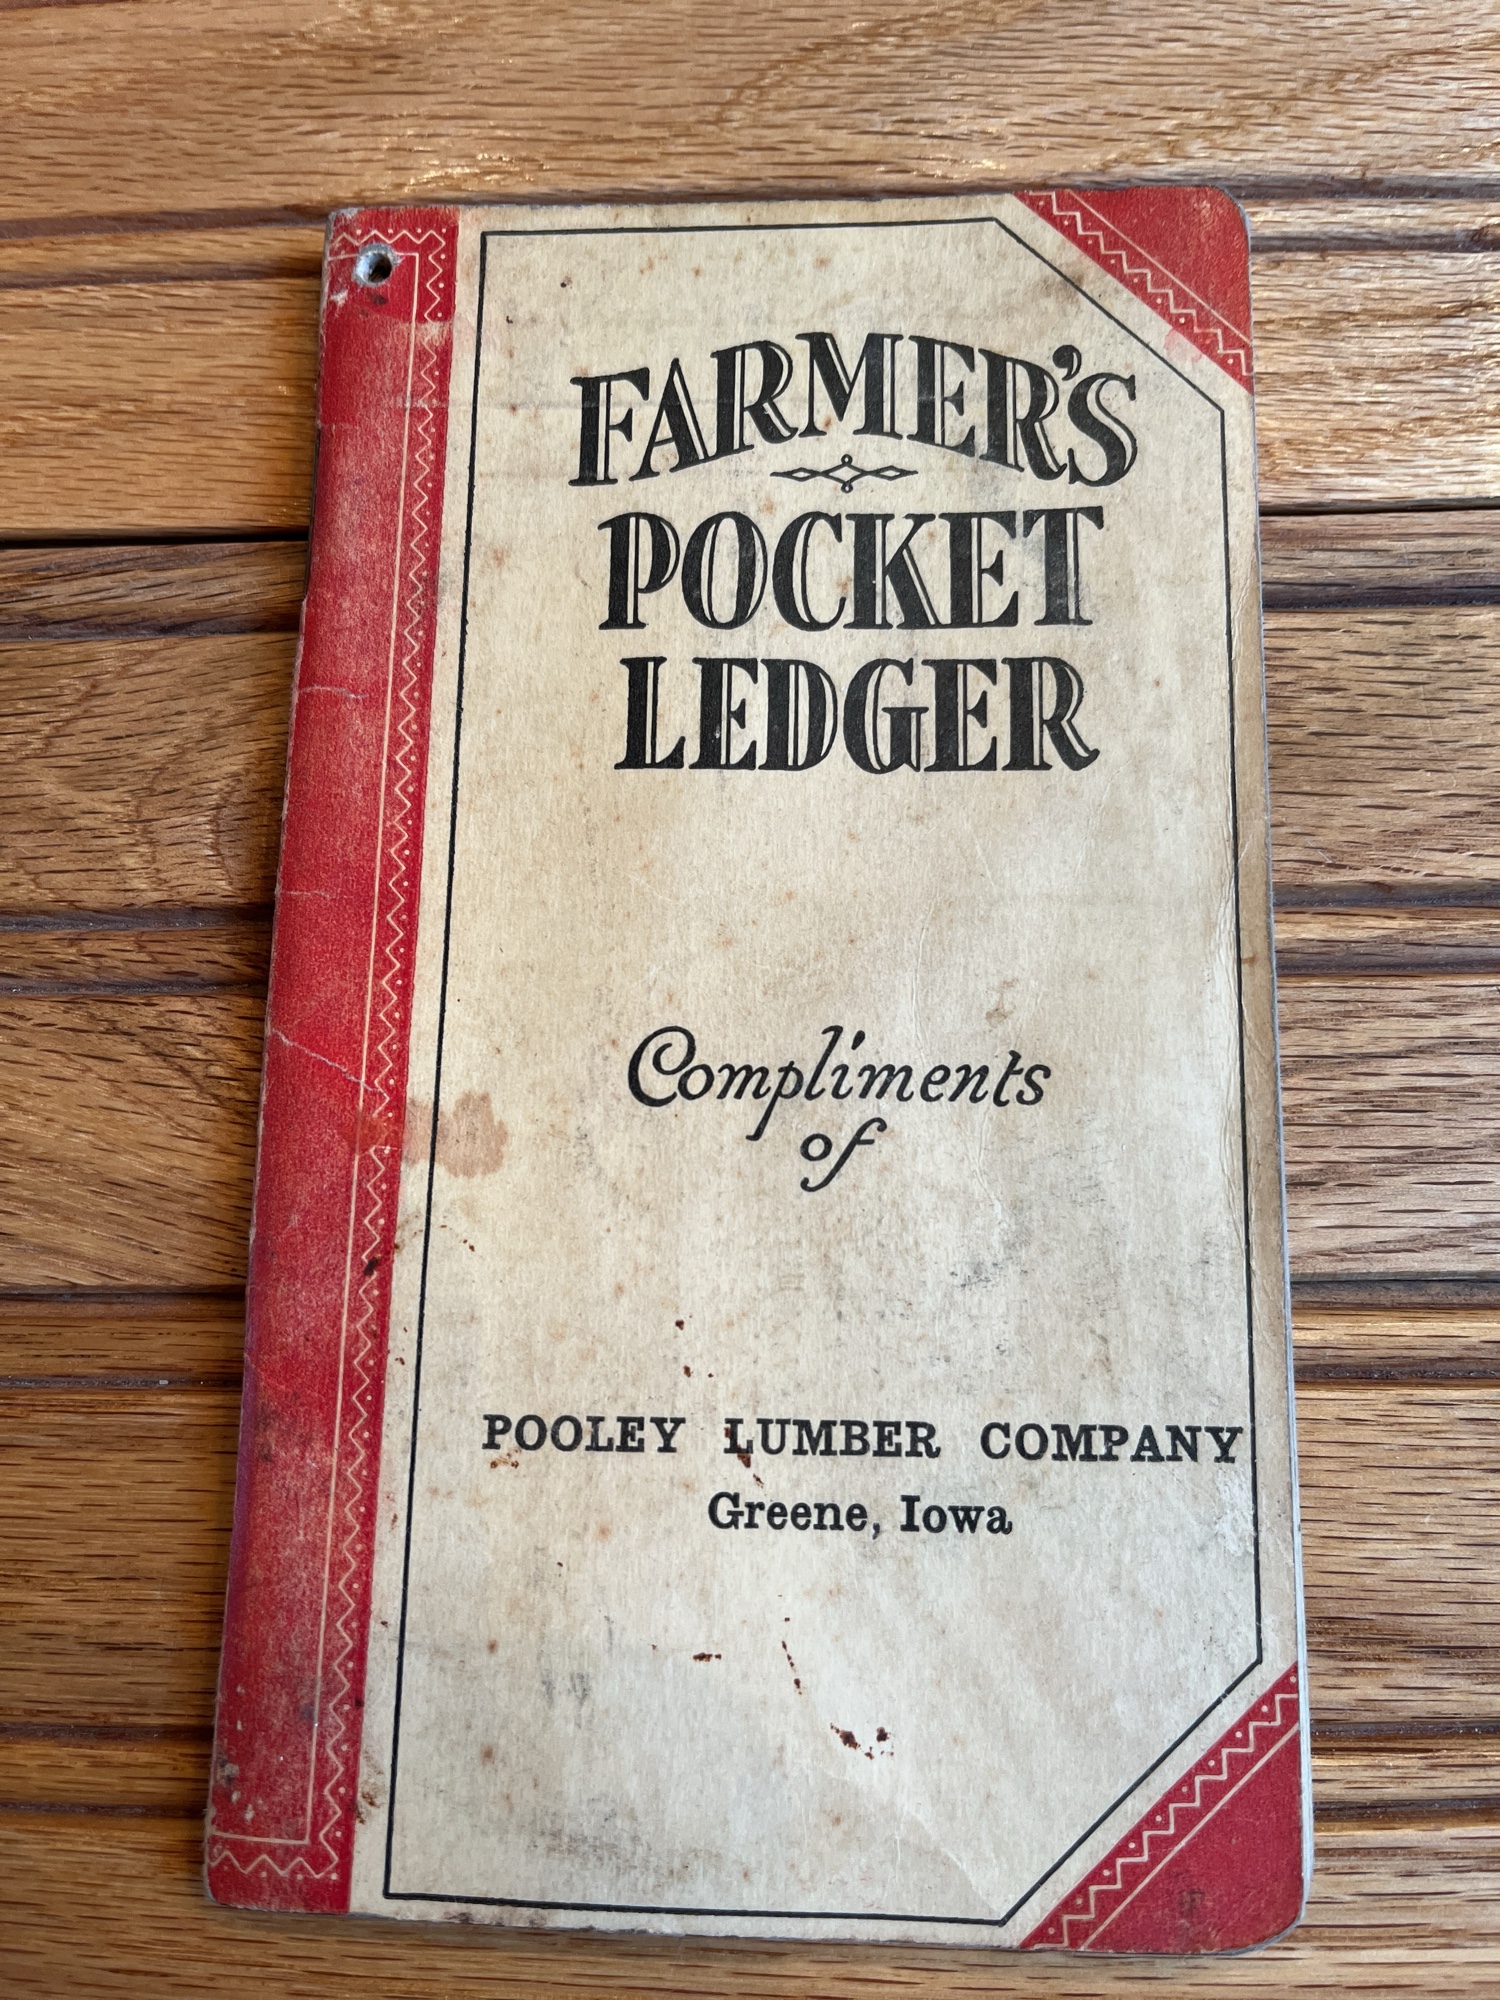 FARMER'S
POCKET
LEDGER
Compliments
of
POOLEY LUMBER COMPANY
Greene, Iowa